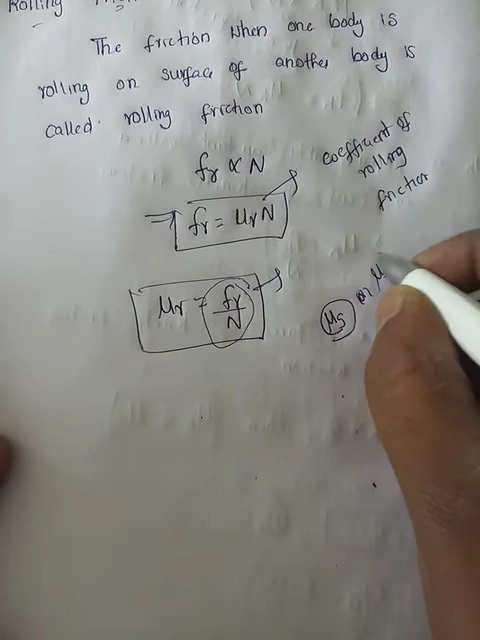 Rolling
The friction when one body is
rolling on surface of another body is
called rolling friction
fr ∝ N
coefficient of
rolling
friction
⇒ fr = μrN
μr = fr/N
μs or μ